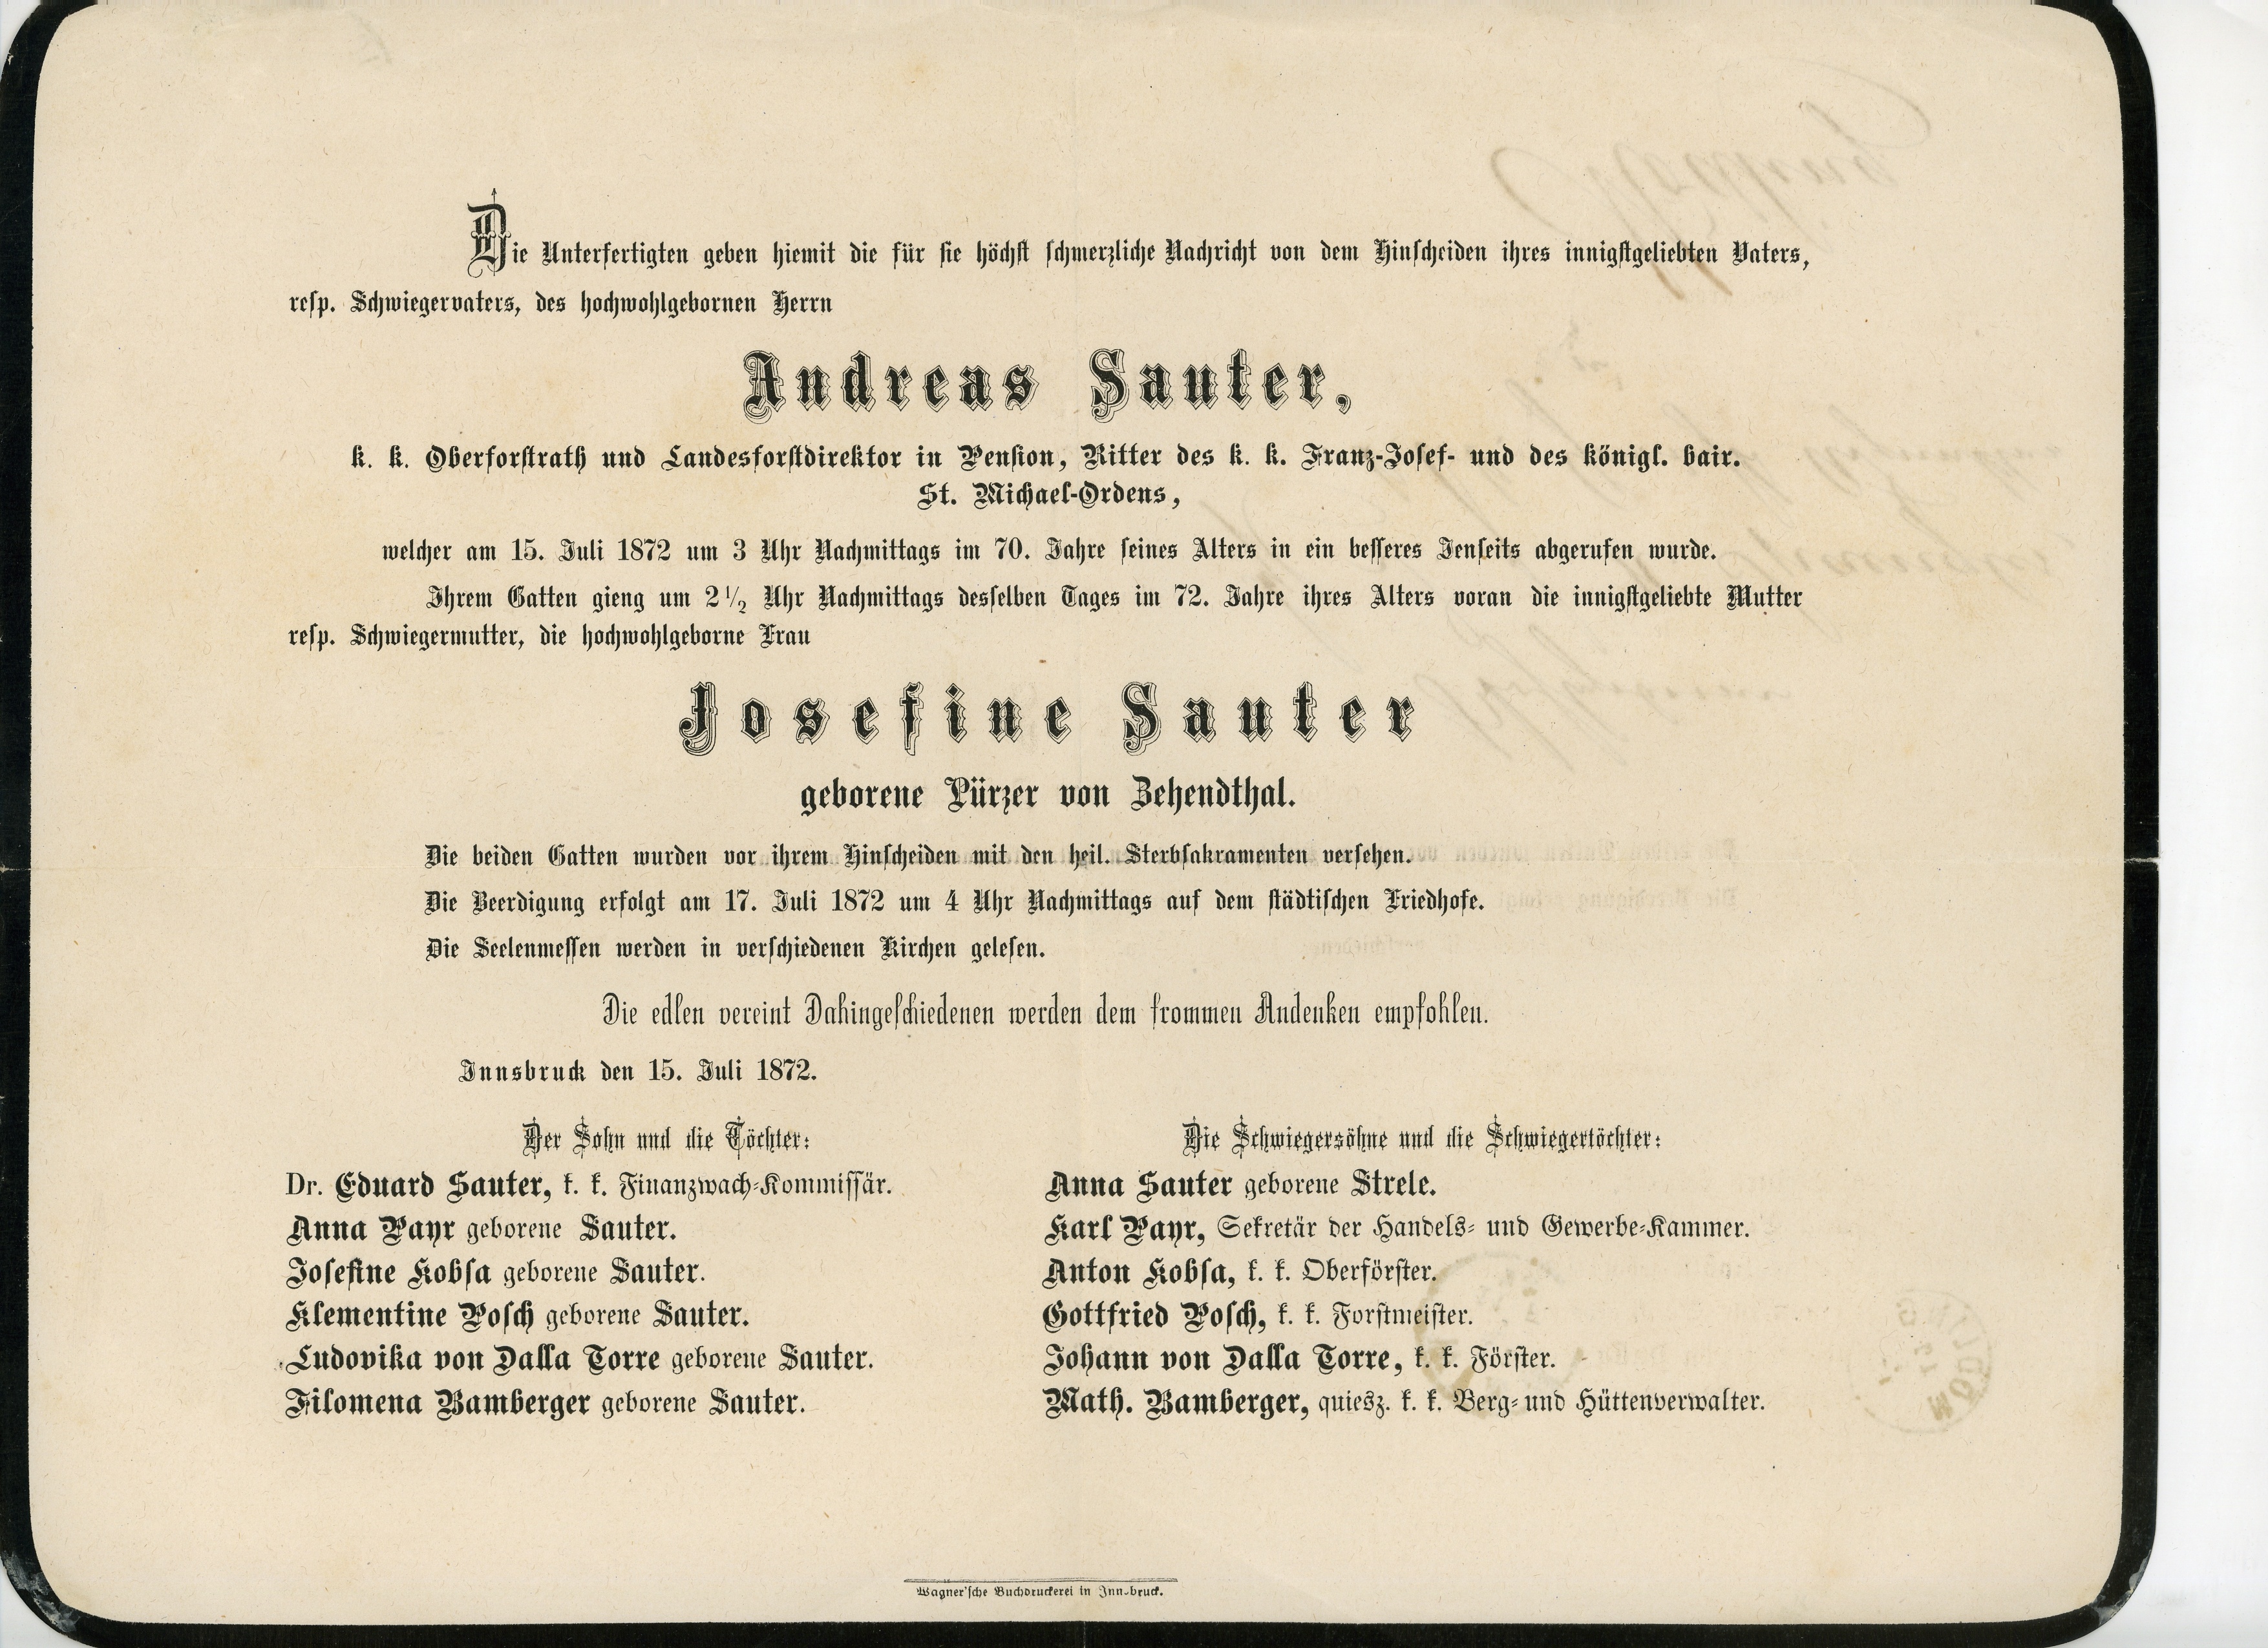 Die Unterfertigten geben hiemit die für sie höchst schmerzliche Nachricht von dem Hinscheiden ihres innigstgeliebten Vaters,
resp. Schwiegervaters, des hochwohlgebornen Herrn
Andreas Sauter,
k. k. Oberforstrath und Landesforstdirektor in Pension, Ritter des k. k. Franz-Josef- und des königl. bair.
St. Michael-Ordens,
welcher am 15. Juli 1872 um 3 Uhr Nachmittags im 70. Jahre seines Alters in ein besseres Jenseits abgerufen wurde.
Ihrem Gatten gieng um 2 1/2 Uhr Nachmittags desselben Tages im 72. Jahre ihres Alters voran die innigstgeliebte Mutter
resp. Schwiegermutter, die hochwohlgeborne Frau
Josefine Sauter
geborene Pürzer von Zehendthal.
Die beiden Gatten wurden vor ihrem Hinscheiden mit den heil. Sterbsakramenten versehen.
Die Beerdigung erfolgt am 17. Juli 1872 um 4 Uhr Nachmittags auf dem städtischen Friedhofe.
Die Seelenmessen werden in verschiedenen Kirchen gelesen.
Die edlen vereint Dahingeschiedenen werden dem frommen Andenken empfohlen.
Innsbruck den 15. Juli 1872.
Der Sohn und die Töchter:
Dr. Eduard Sauter, k. k. Finanzwach-Kommissär.
Anna Payr geborene Sauter.
Josefine Kobsa geborene Sauter.
Klementine Posch geborene Sauter.
Ludovika von Dalla Torre geborene Sauter.
Filomena Bamberger geborene Sauter.
Die Schwiegersöhne und die Schwiegertöchter:
Anna Sauter geborene Strele.
Karl Payr, Sekretär der Handels- und Gewerbe-Kammer.
Anton Kobsa, k. k. Oberförster.
Gottfried Posch, k. k. Forstmeister.
Johann von Dalla Torre, k. k. Förster.
Math. Bamberger, quiesz. k. k. Berg- und Hüttenverwalter.
Wagner'sche Buchdruckerei in Innsbruck.